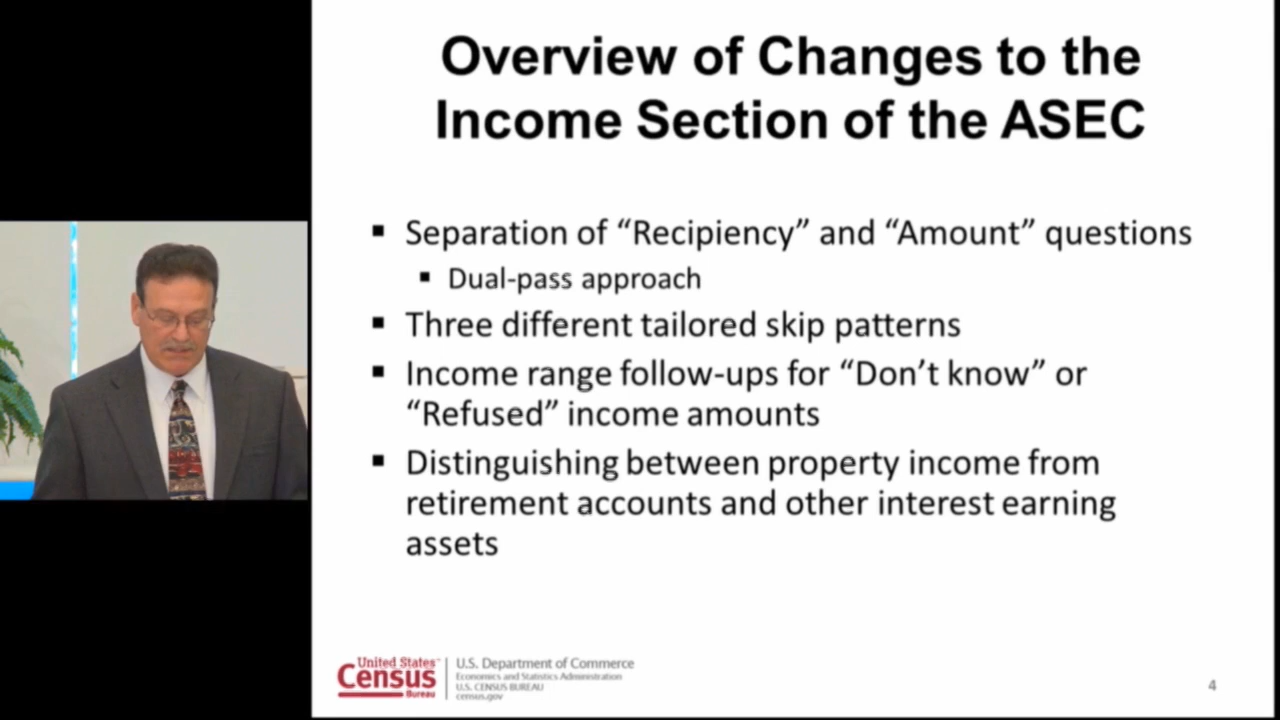 Overview of Changes to the
Income Section of the ASEC
▪ Separation of “Recipiency” and “Amount” questions
▪ Dual-pass approach
▪ Three different tailored skip patterns
▪ Income range follow-ups for “Don’t know” or
“Refused” income amounts
▪ Distinguishing between property income from
retirement accounts and other interest earning
assets
United States™
Census
Bureau
U.S. Department of Commerce
Economics and Statistics Administration
U.S. CENSUS BUREAU
census.gov
4